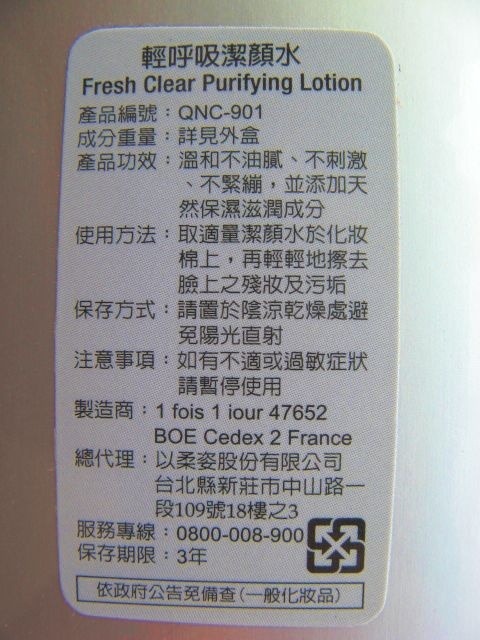 輕呼吸潔顏水
Fresh Clear Purifying Lotion
產品編號：QNC-901
成分重量：詳見外盒
產品功效：溫和不油膩、不刺激
、不緊繃，並添加天
然保濕滋潤成分
使用方法：取適量潔顏水於化妝
棉上，再輕輕地擦去
臉上之殘妝及污垢
保存方式：請置於陰涼乾燥處避
免陽光直射
注意事項：如有不適或過敏症狀
請暫停使用
製造商：1 fois 1 iour 47652
BOE Cedex 2 France
總代理：以柔姿股份有限公司
台北縣新莊市中山路一
段109號18樓之3
服務專線：0800-008-900
保存期限：3年
依政府公告免備查(一般化妝品)